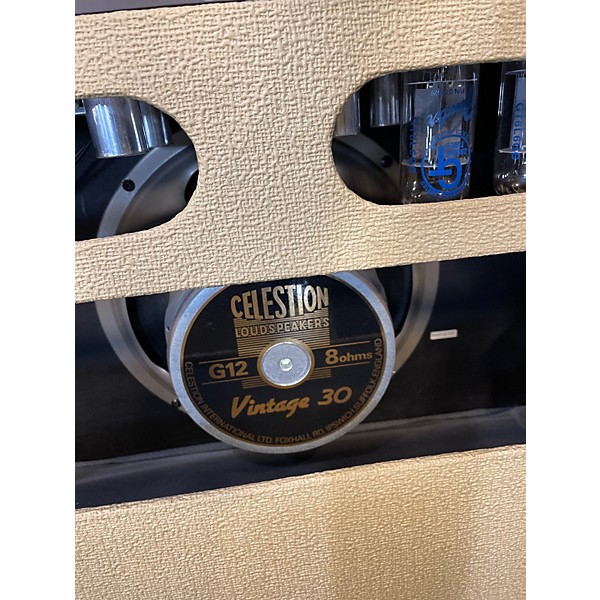 CELESTION
LOUDSPEAKERS
G12 8ohms
Vintage 30
CELESTION INTERNATIONAL LTD. FOXHALL RD. IPSWICH, SUFFOLK, ENGLAND